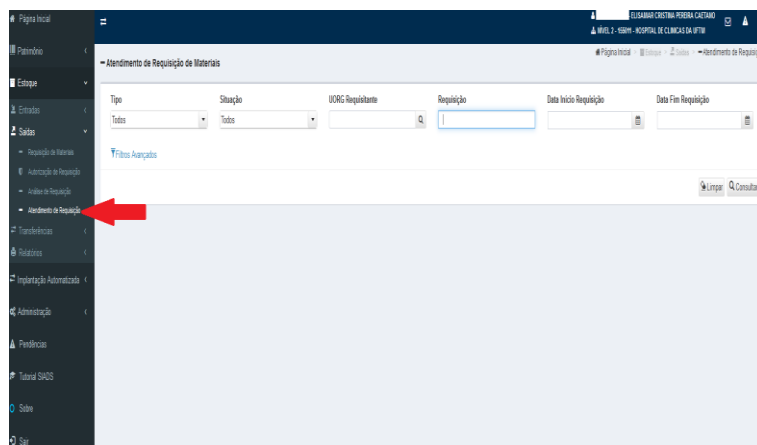 Página Inicial
ELISAMAR CRISTINA PEREIRA CAETANO
NÍVEL 2 - 155011 - HOSPITAL DE CLINICAS DA UFTM
Página Inicial - Estoque - Saídas - Atendimento de Requisiç
Patrimônio
Atendimento de Requisição de Materiais
Estoque
Entradas
Saídas
Requisição de Materiais
Autorização de Requisição
Análise de Requisição
Atendimento de Requisição
Transferências
Relatórios
Implantação Automatizada
Administração
Pendências
Tutorial SIADS
Sobre
Sair
Tipo Situação UORG Requisitante Requisição Data Início Requisição Data Fim Requisição
Todos Todos
Filtros Avançados
Limpar Consultar